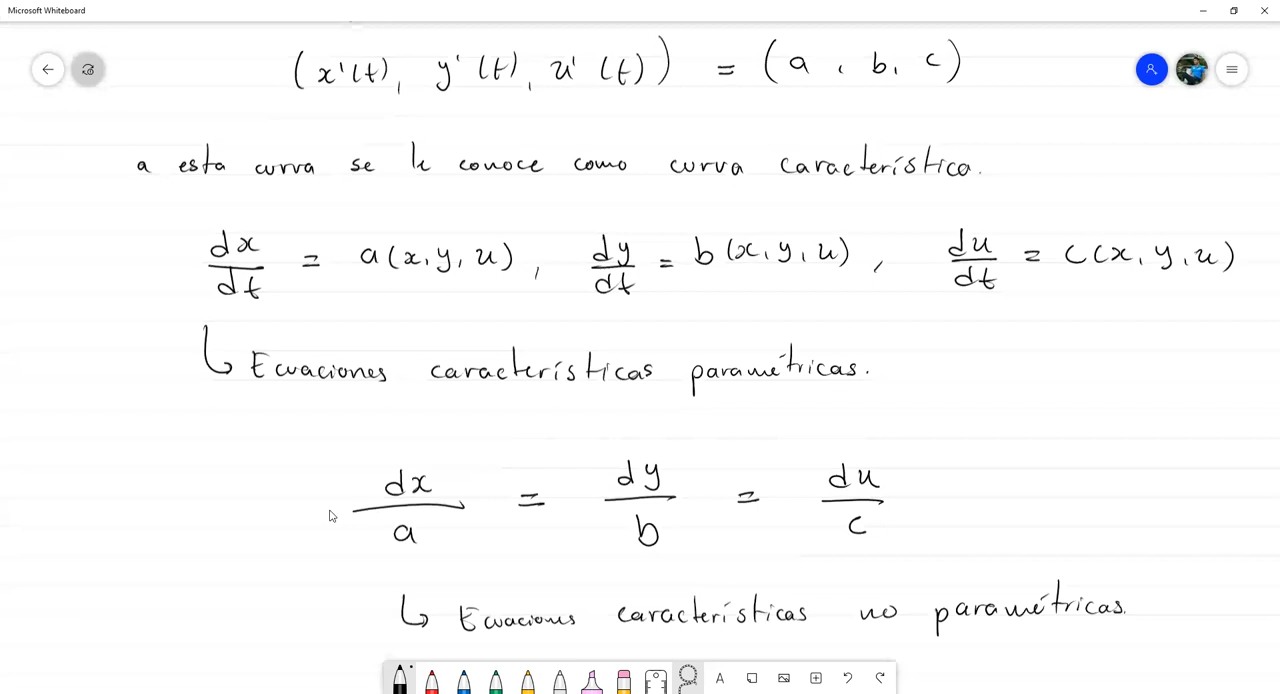 Microsoft Whiteboard
(x'(t), y'(t), u'(t)) = (a, b, c)
a esta curva se le conoce como curva característica.
dx/dt = a(x,y,u), dy/dt = b(x,y,u), du/dt = c(x,y,u)
↳ Ecuaciones características paramétricas.
dx/a = dy/b = du/c
↳ Ecuacions características no paramétricas.
A